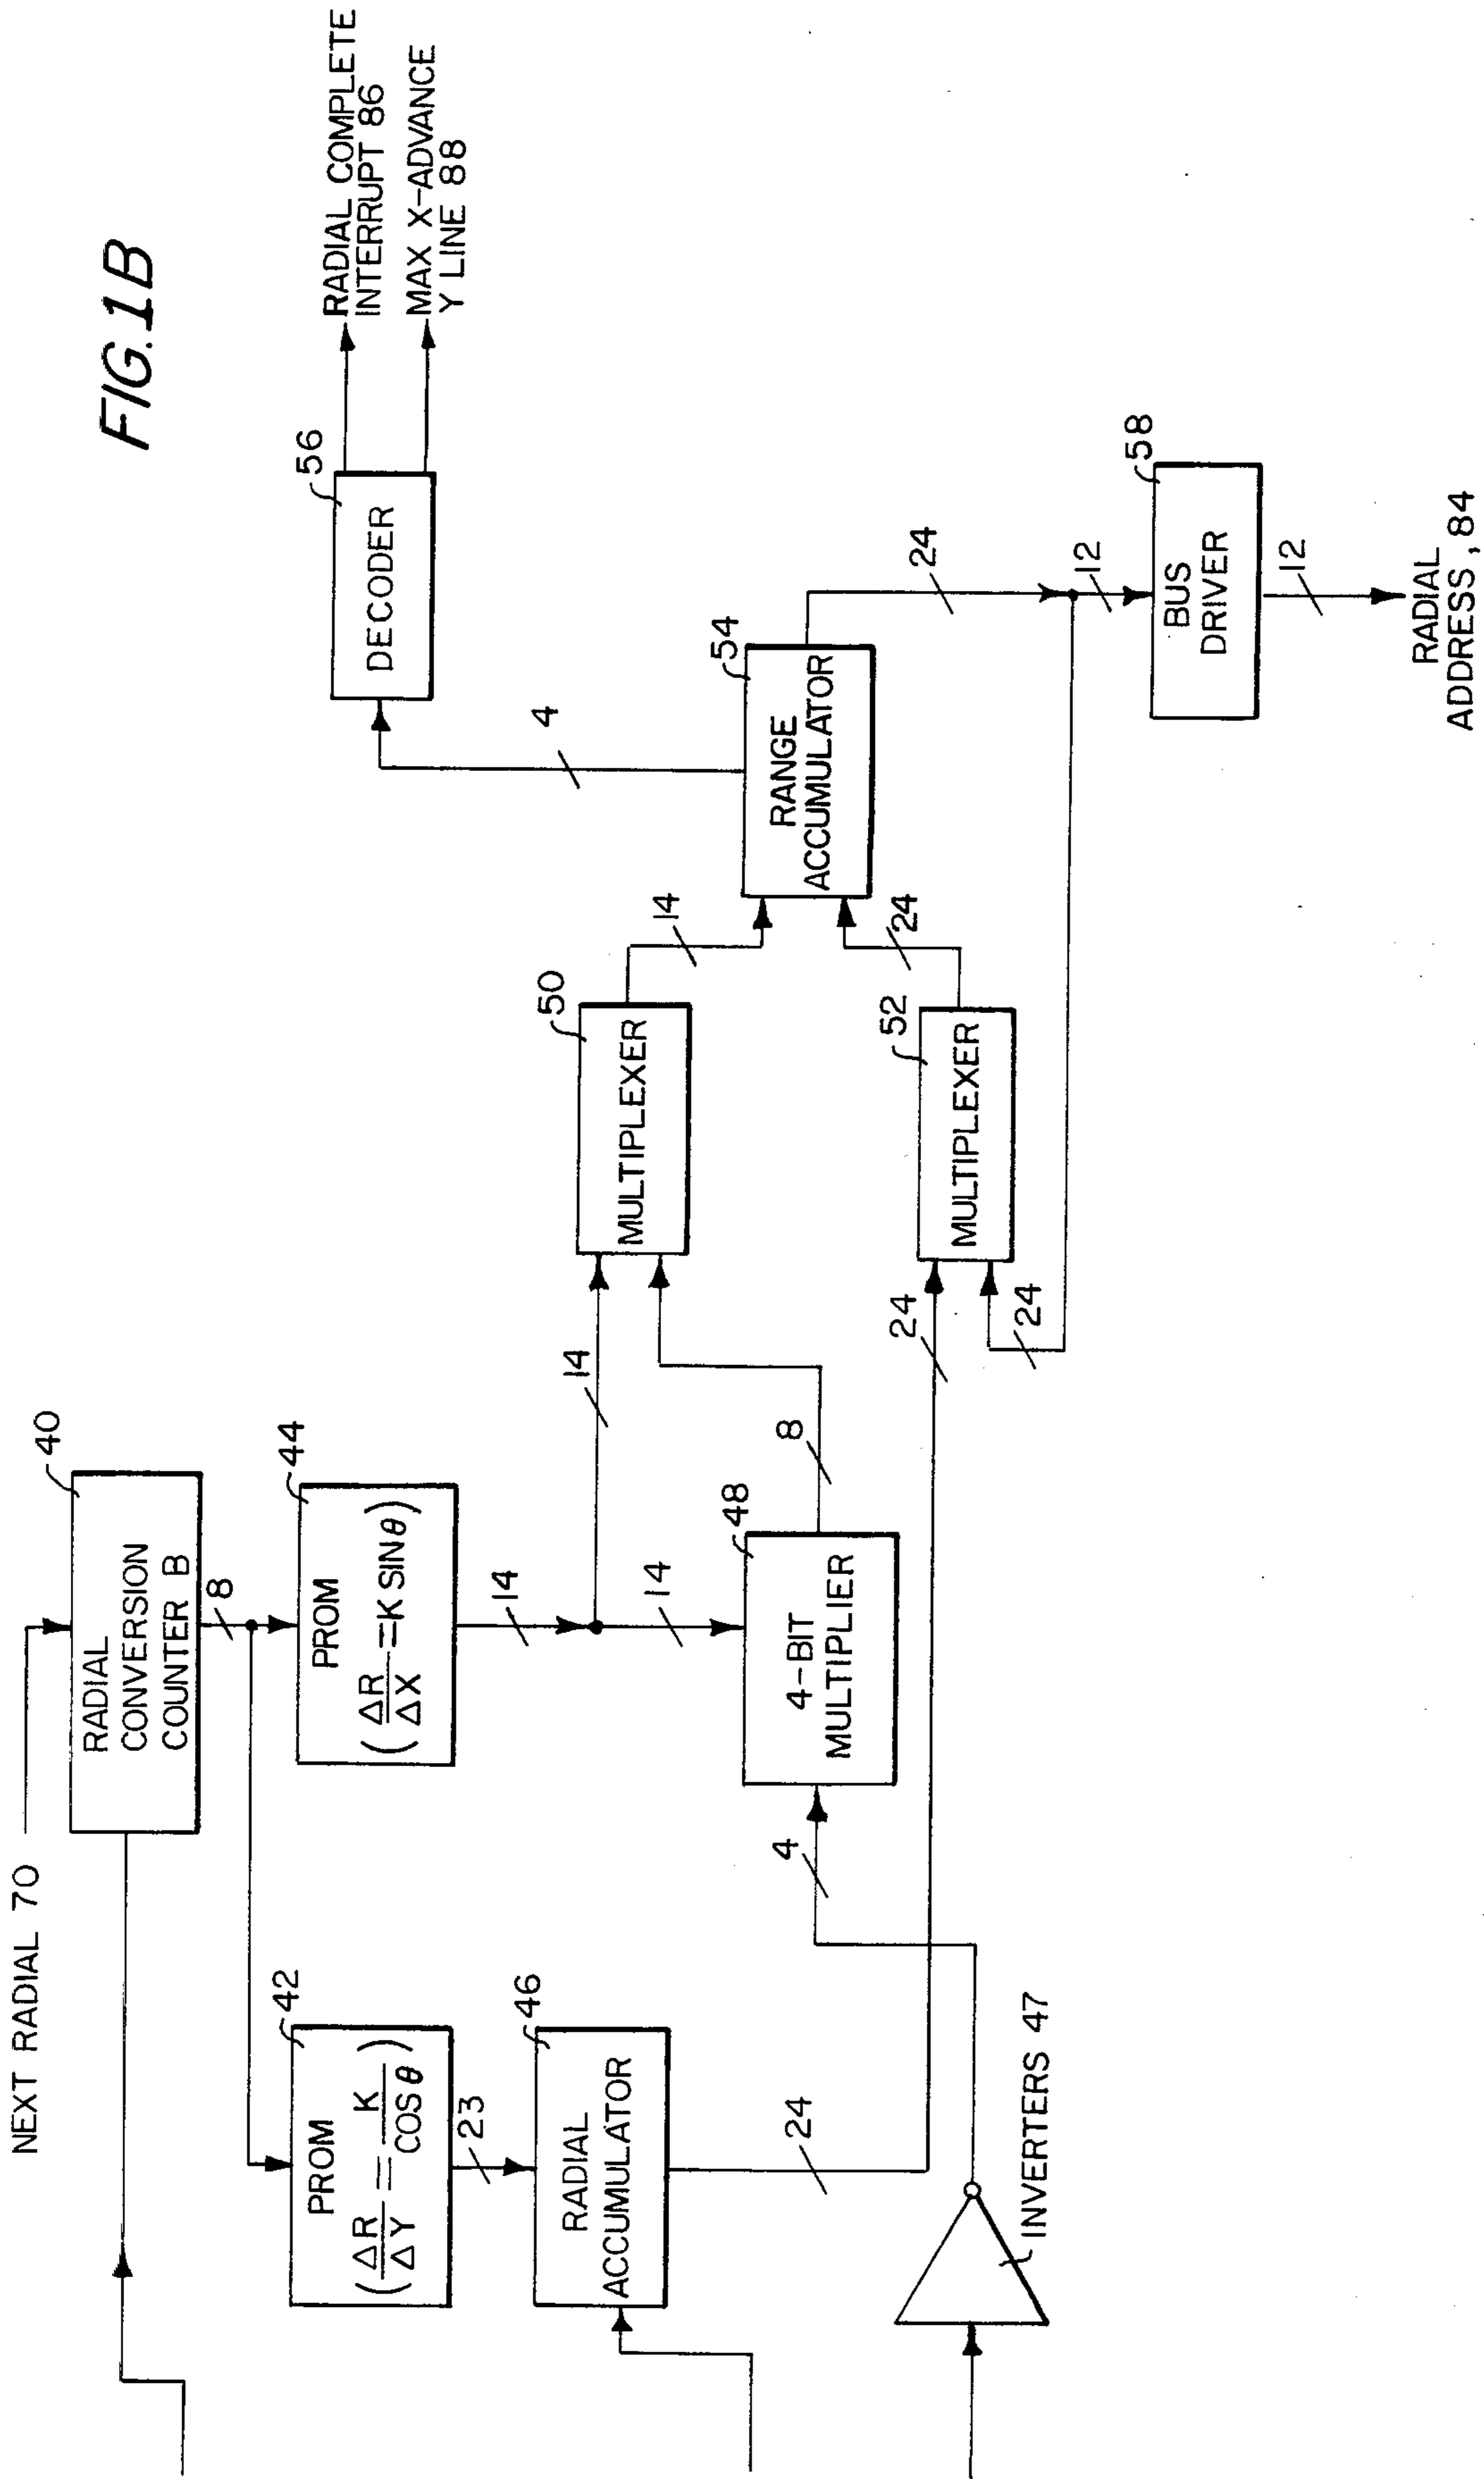 FIG. 1B
NEXT RADIAL 70
40
RADIAL
CONVERSION
COUNTER B
8
42
PROM
(ΔR/ΔY = K/COS θ)
23
44
PROM
(ΔR/ΔX = K SIN θ)
14
14
14
46
RADIAL
ACCUMULATOR
24
INVERTERS 47
4
48
4-BIT
MULTIPLIER
8
50
MULTIPLEXER
14
24
24
52
MULTIPLEXER
24
54
RANGE
ACCUMULATOR
4
56
DECODER
RADIAL COMPLETE
INTERRUPT 86
MAX X-ADVANCE
Y LINE 88
24
12
58
BUS
DRIVER
12
RADIAL
ADDRESS, 84